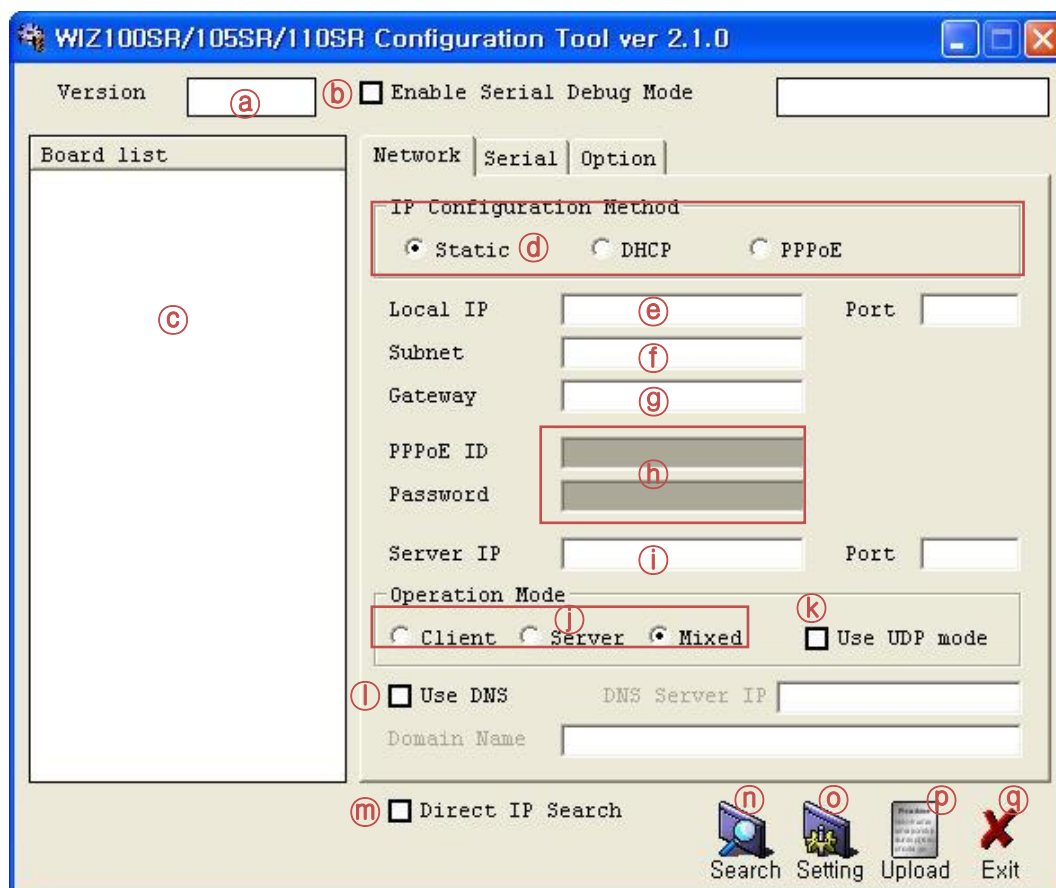 WIZ100SR/105SR/110SR Configuration Tool ver 2.1.0
Version ⓐ ⓑ Enable Serial Debug Mode
Board list
ⓒ
Network Serial Option
IP Configuration Method
Static ⓓ DHCP PPPoE
Local IP ⓔ Port
Subnet ⓕ
Gateway ⓖ
PPPoE ID
ⓗ
Password
Server IP ⓘ Port
Operation Mode
ⓙ ⓚ
Client Server Mixed Use UDP mode
ⓛ Use DNS DNS Server IP
Domain Name
ⓜ Direct IP Search
ⓝ ⓞ ⓟ ⓠ
Search Setting Upload Exit